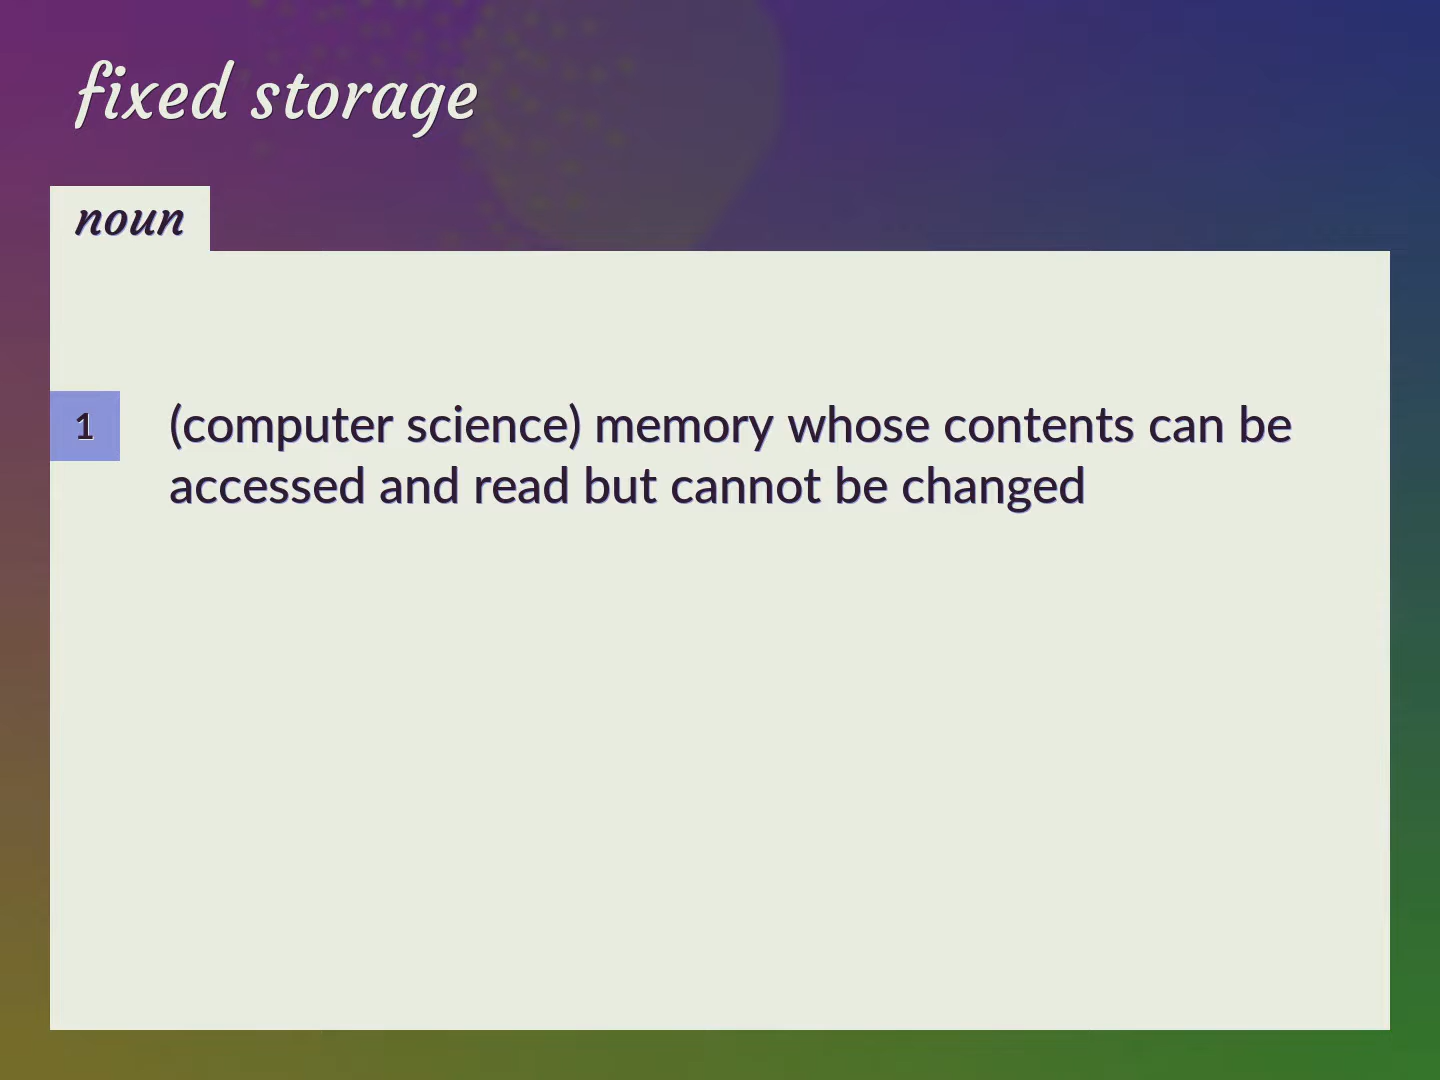 fixed storage
noun
1
(computer science) memory whose contents can be
accessed and read but cannot be changed